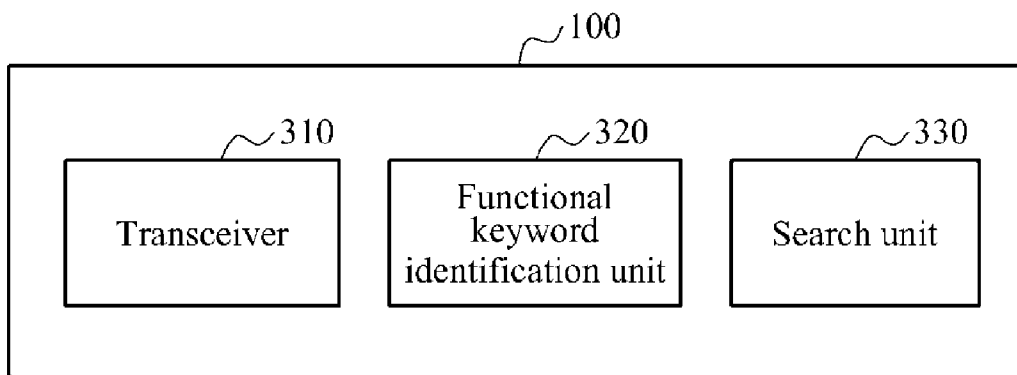 100
310
320
330
Transceiver
Functional
keyword
identification unit
Search unit